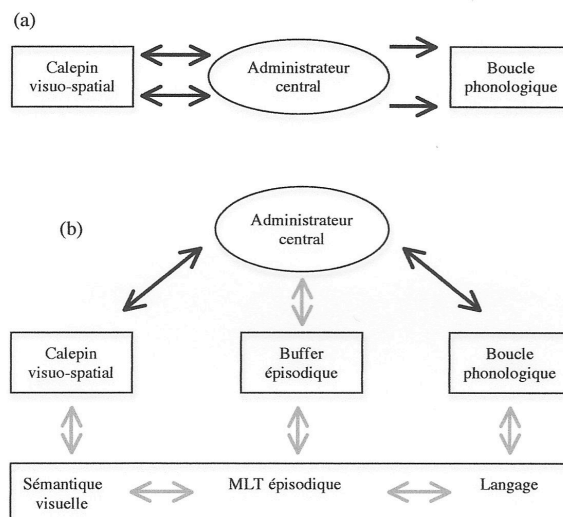 (a)
Calepin
visuo-spatial
Administrateur
central
Boucle
phonologique
(b)
Administrateur
central
Calepin
visuo-spatial
Buffer
épisodique
Boucle
phonologique
Sémantique
visuelle
MLT épisodique
Langage